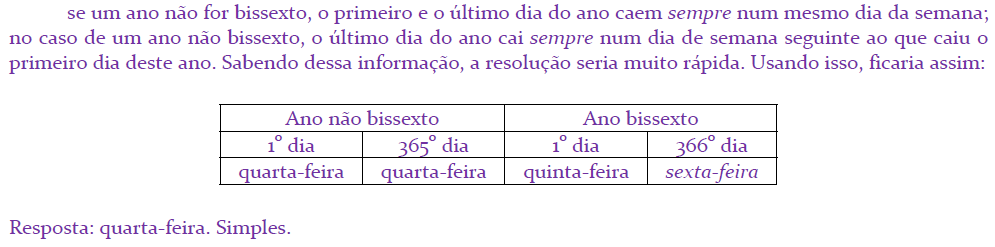 se um ano não for bissexto, o primeiro e o último dia do ano caem sempre num mesmo dia da semana;
no caso de um ano não bissexto, o último dia do ano cai sempre num dia de semana seguinte ao que caiu o
primeiro dia deste ano. Sabendo dessa informação, a resolução seria muito rápida. Usando isso, ficaria assim:
Ano não bissexto Ano bissexto
1º dia 365º dia 1º dia 366º dia
quarta-feira quarta-feira quinta-feira sexta-feira
Resposta: quarta-feira. Simples.